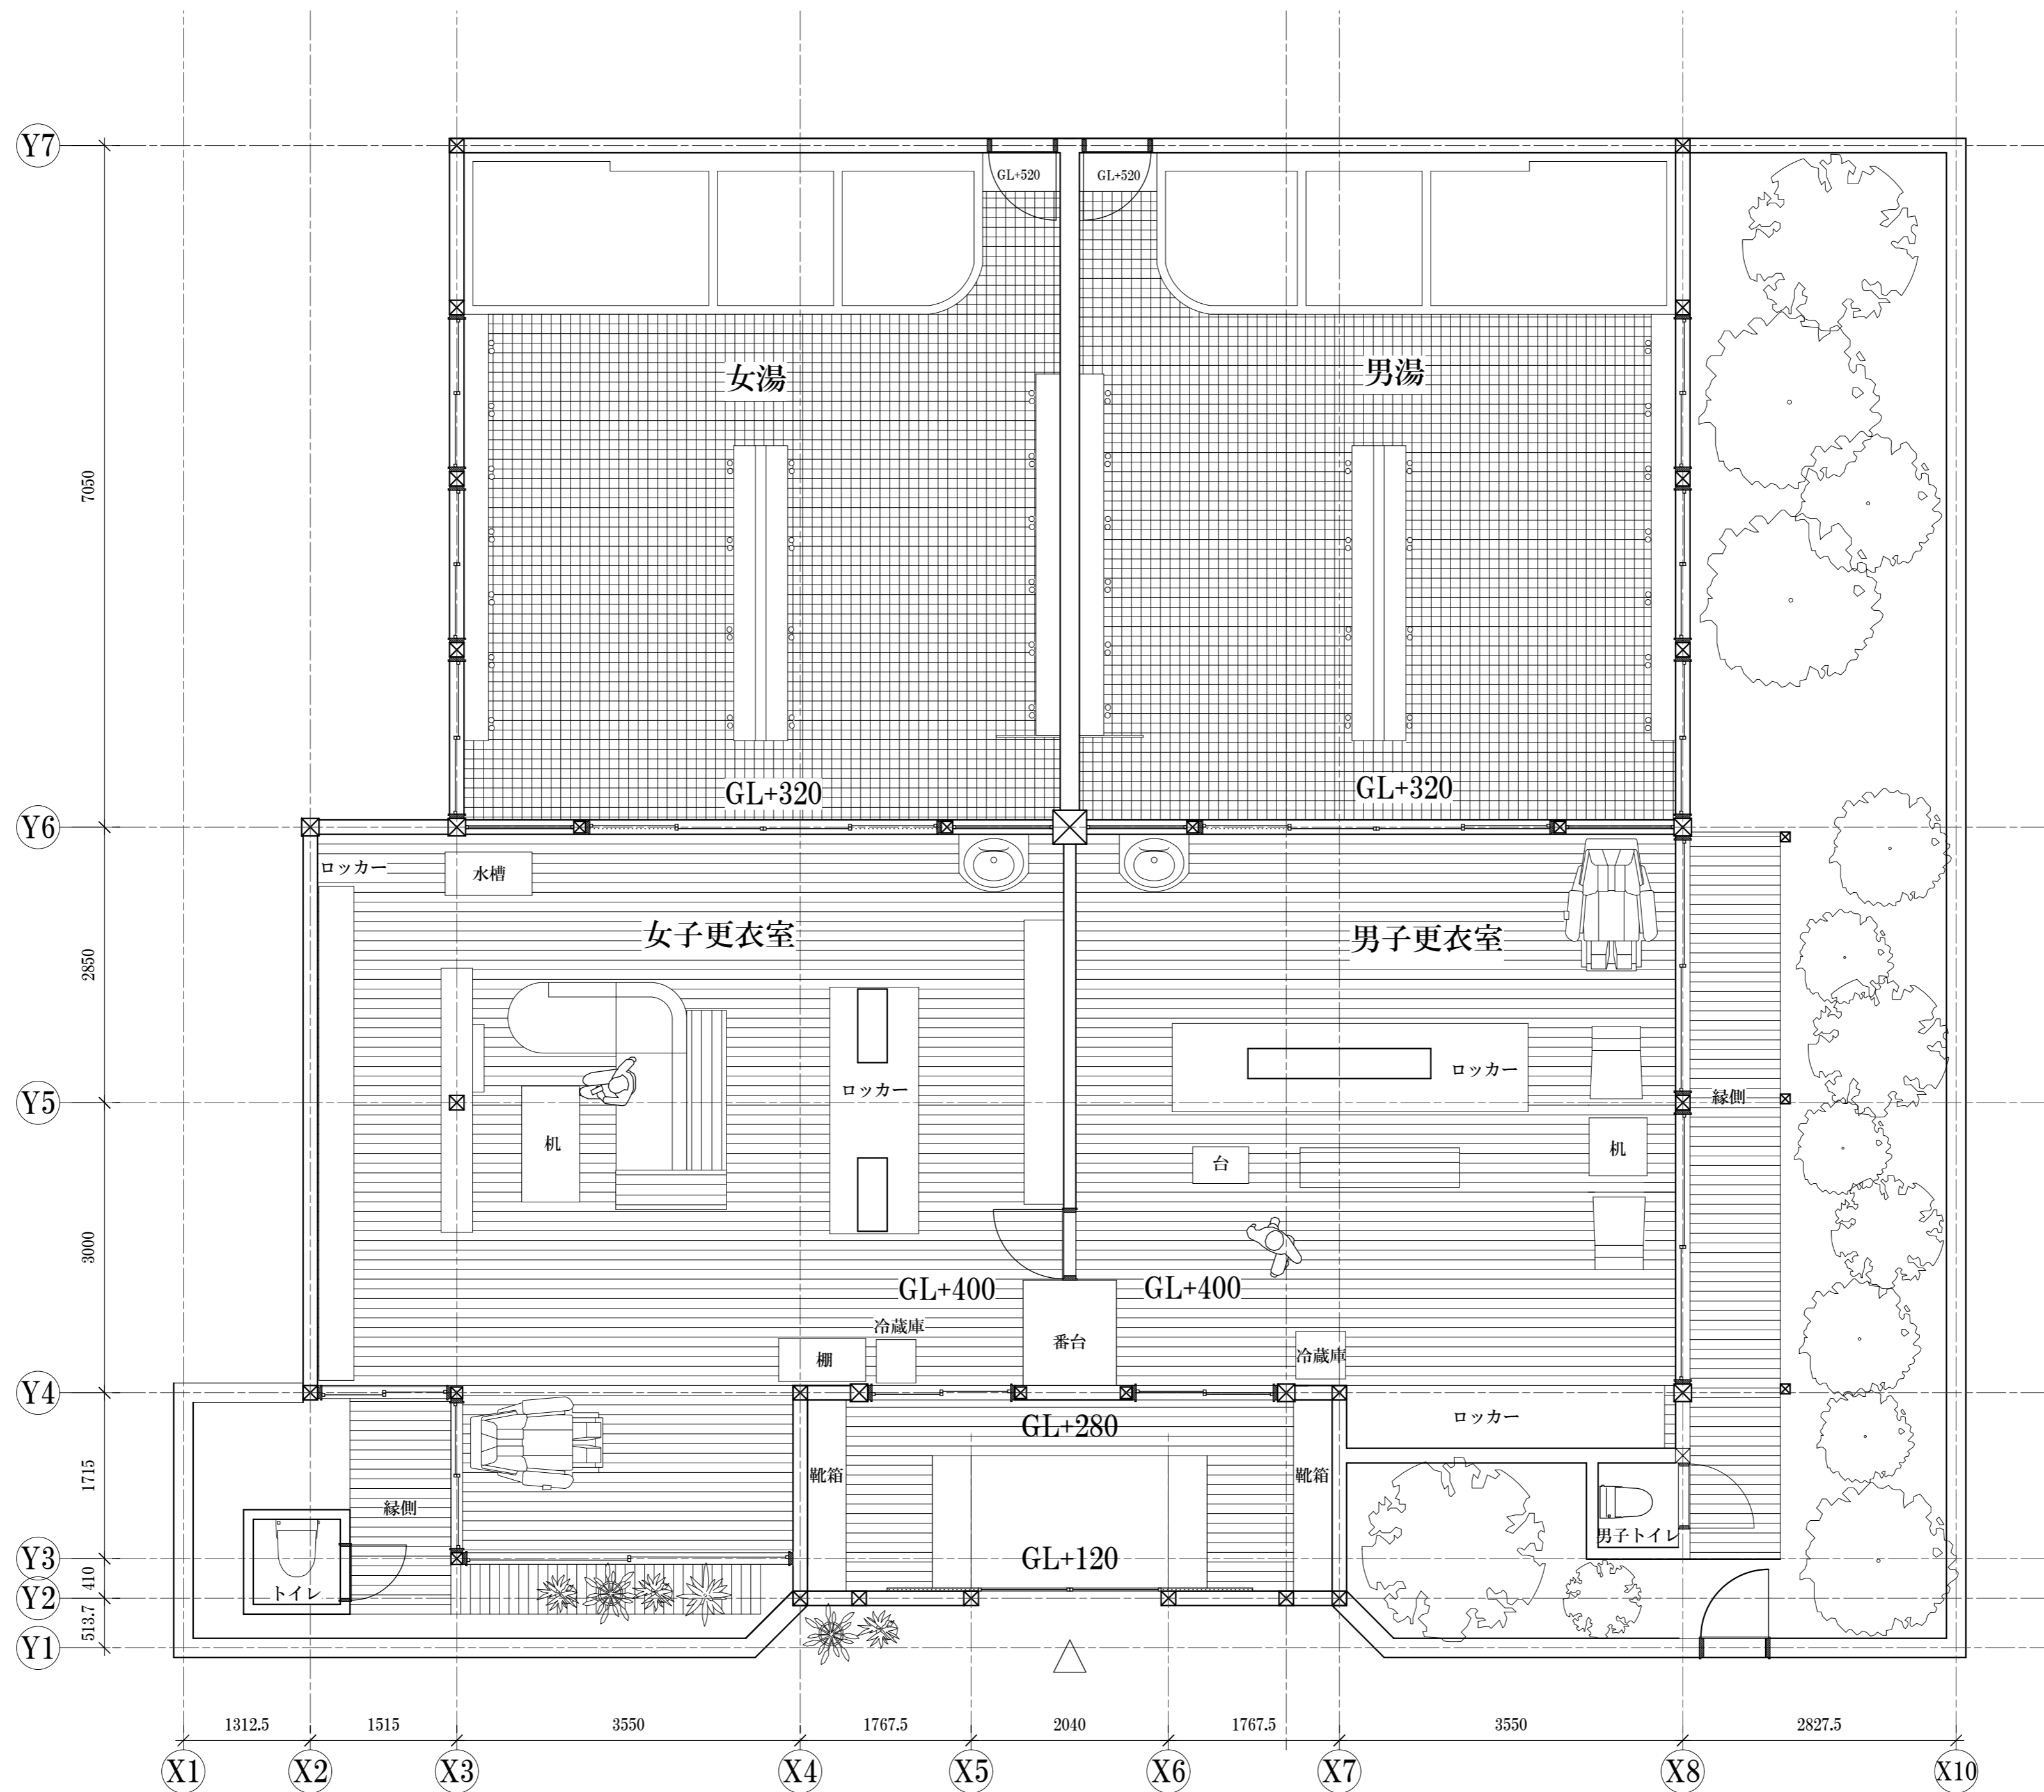 Y7
GL+520
GL+520
女湯
男湯
7050
GL+320
GL+320
Y6
ロッカー
水槽
女子更衣室
男子更衣室
2850
ロッカー
ロッカー
縁側
Y5
机
机
台
3000
GL+400
GL+400
冷蔵庫
番台
棚
冷蔵庫
Y4
GL+280
ロッカー
1715
靴箱
靴箱
縁側
男子トイレ
Y3
GL+120
410
トイレ
Y2
513.7
Y1
1312.5
1515
3550
1767.5
2040
1767.5
3550
2827.5
X1
X2
X3
X4
X5
X6
X7
X8
X10